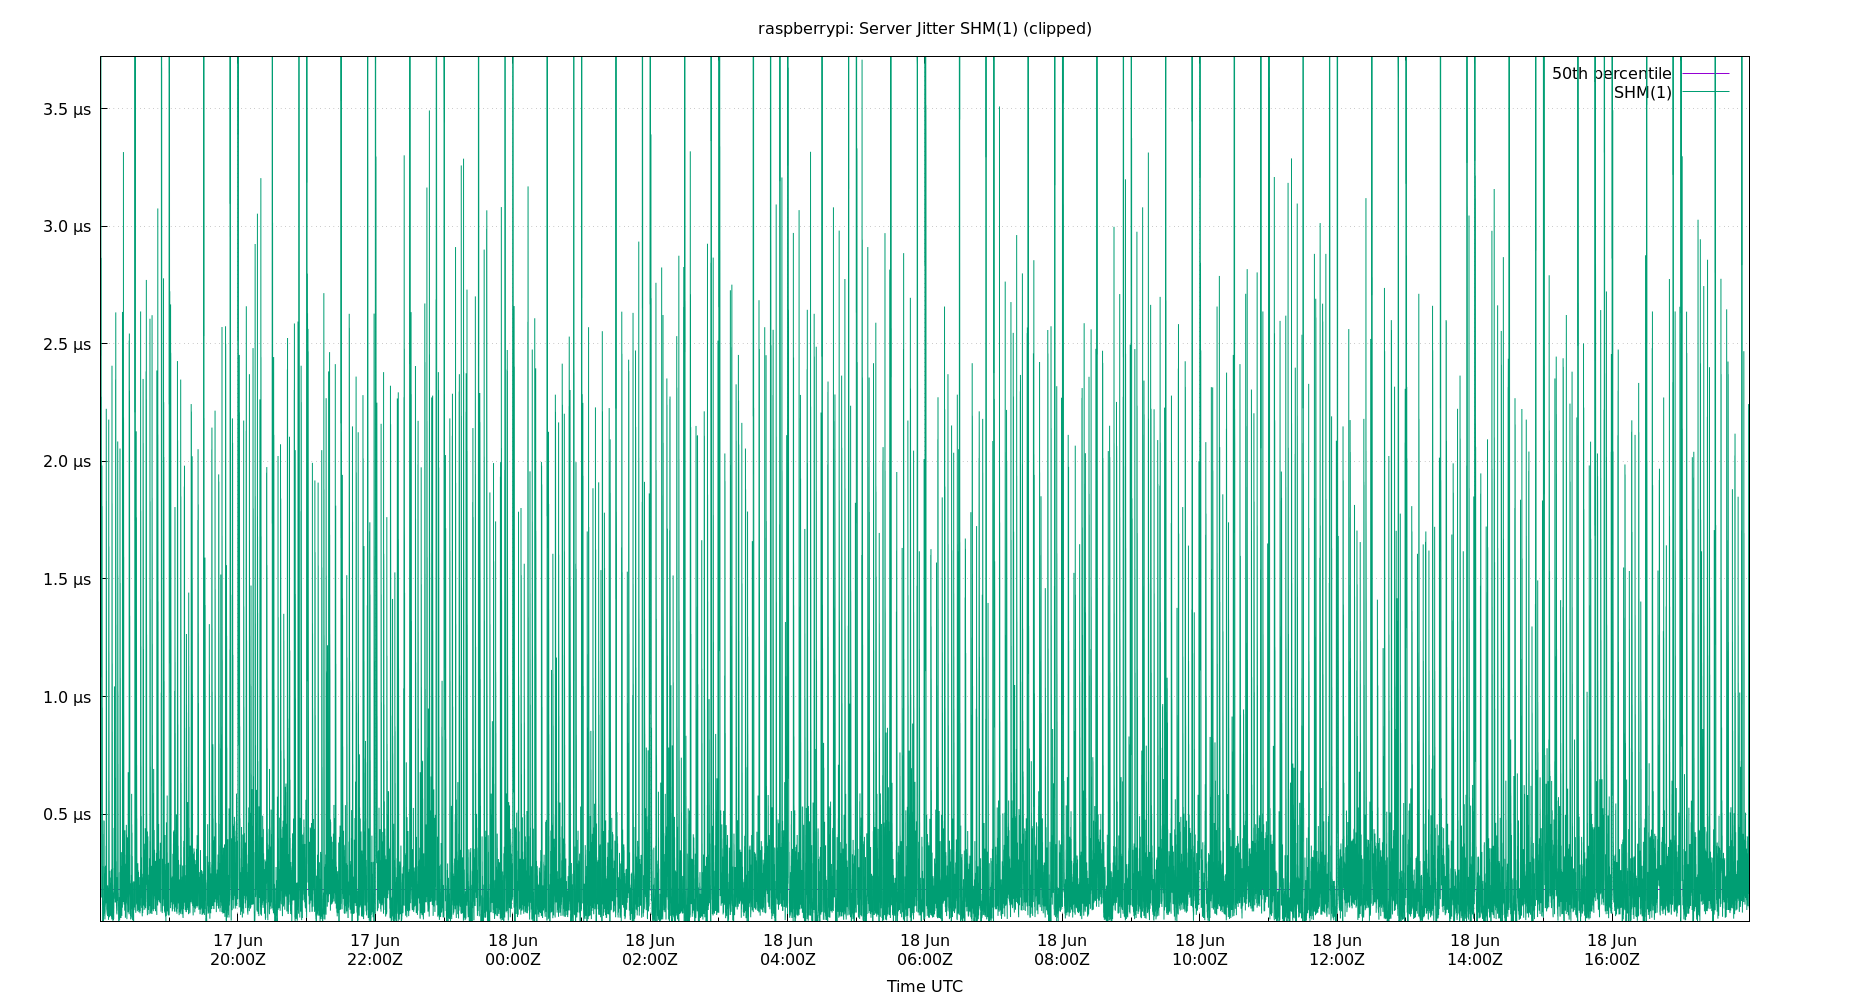 raspberrypi: Server Jitter SHM(1) (clipped)
50th percentile
SHM(1)
3.5 μs
3.0 μs
2.5 μs
2.0 μs
1.5 μs
1.0 μs
0.5 μs
17 Jun 17 Jun 18 Jun 18 Jun 18 Jun 18 Jun 18 Jun 18 Jun 18 Jun 18 Jun 18 Jun
20:00Z 22:00Z 00:00Z 02:00Z 04:00Z 06:00Z 08:00Z 10:00Z 12:00Z 14:00Z 16:00Z
Time UTC